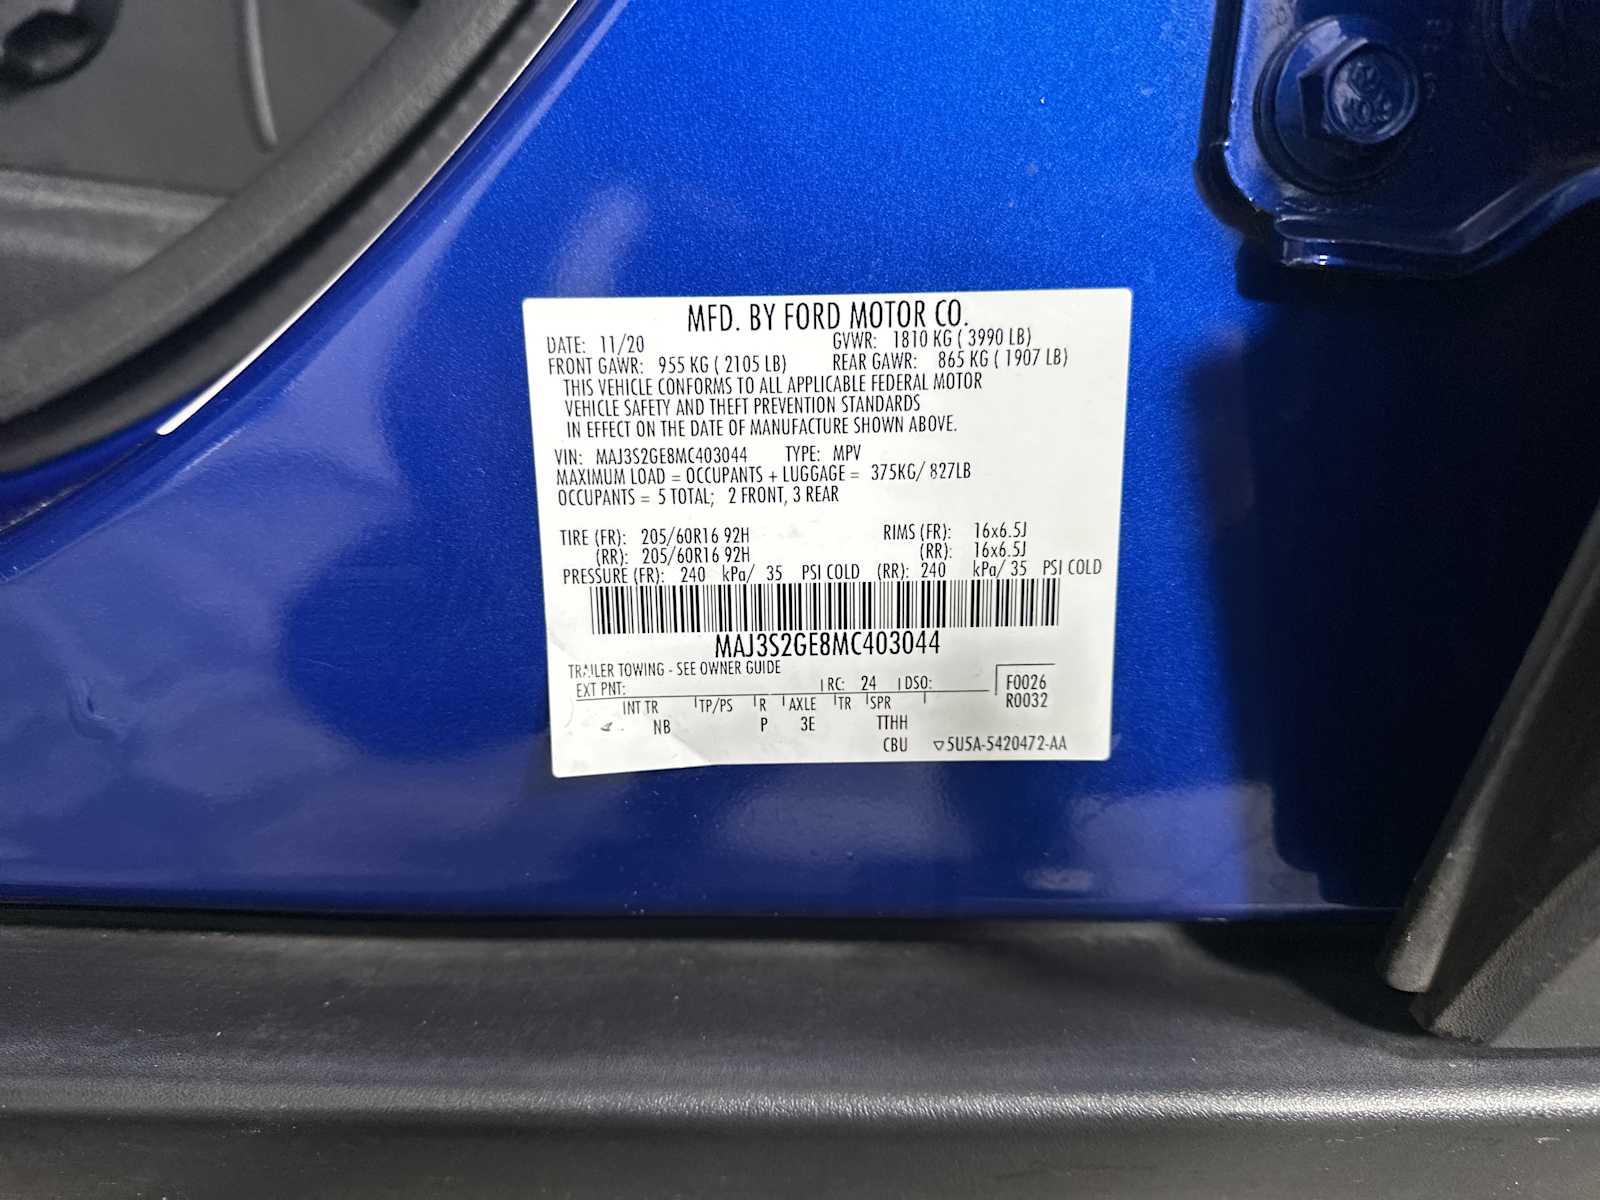 MFD. BY FORD MOTOR CO.
DATE: 11/20 GVWR: 1810 KG ( 3990 LB)
FRONT GAWR: 955 KG ( 2105 LB) REAR GAWR: 865 KG ( 1907 LB)
THIS VEHICLE CONFORMS TO ALL APPLICABLE FEDERAL MOTOR
VEHICLE SAFETY AND THEFT PREVENTION STANDARDS
IN EFFECT ON THE DATE OF MANUFACTURE SHOWN ABOVE.
VIN: MAJ3S2GE8MC403044 TYPE: MPV
MAXIMUM LOAD = OCCUPANTS + LUGGAGE = 375KG/ 827LB
OCCUPANTS = 5 TOTAL; 2 FRONT, 3 REAR
TIRE (FR): 205/60R16 92H RIMS (FR): 16x6.5J
(RR): 205/60R16 92H (RR): 16x6.5J
PRESSURE (FR): 240 kPa/ 35 PSI COLD (RR): 240 kPa/ 35 PSI COLD
MAJ3S2GE8MC403044
TRAILER TOWING - SEE OWNER GUIDE
EXT PNT: RC: 24 DSO: F0026
R0032
INT TR TP/PS R AXLE TR SPR
NB P 3E TTHH
CBU ▽5U5A-5420472-AA